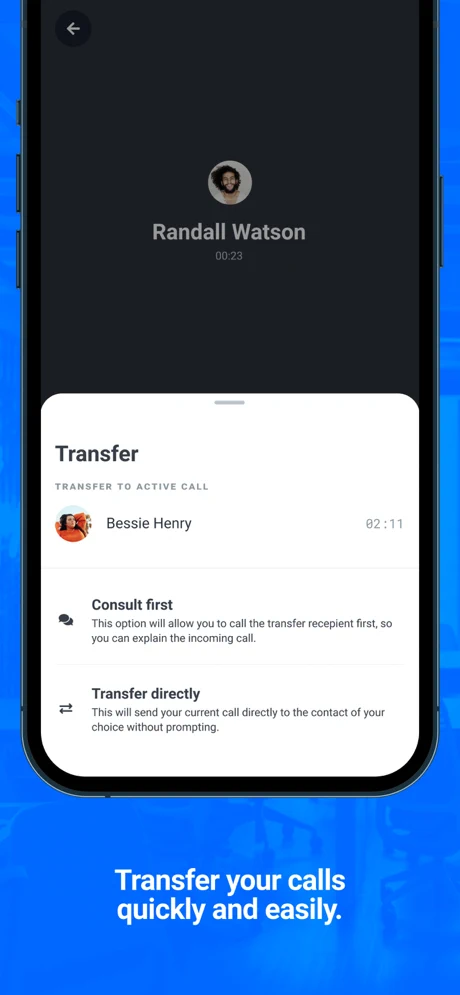 Randall Watson
00:23
Transfer
TRANSFER TO ACTIVE CALL
Bessie Henry 02:11
Consult first
This option will allow you to call the transfer recepient first, so
you can explain the incoming call.
Transfer directly
This will send your current call directly to the contact of your
choice without prompting.
Transfer your calls
quickly and easily.